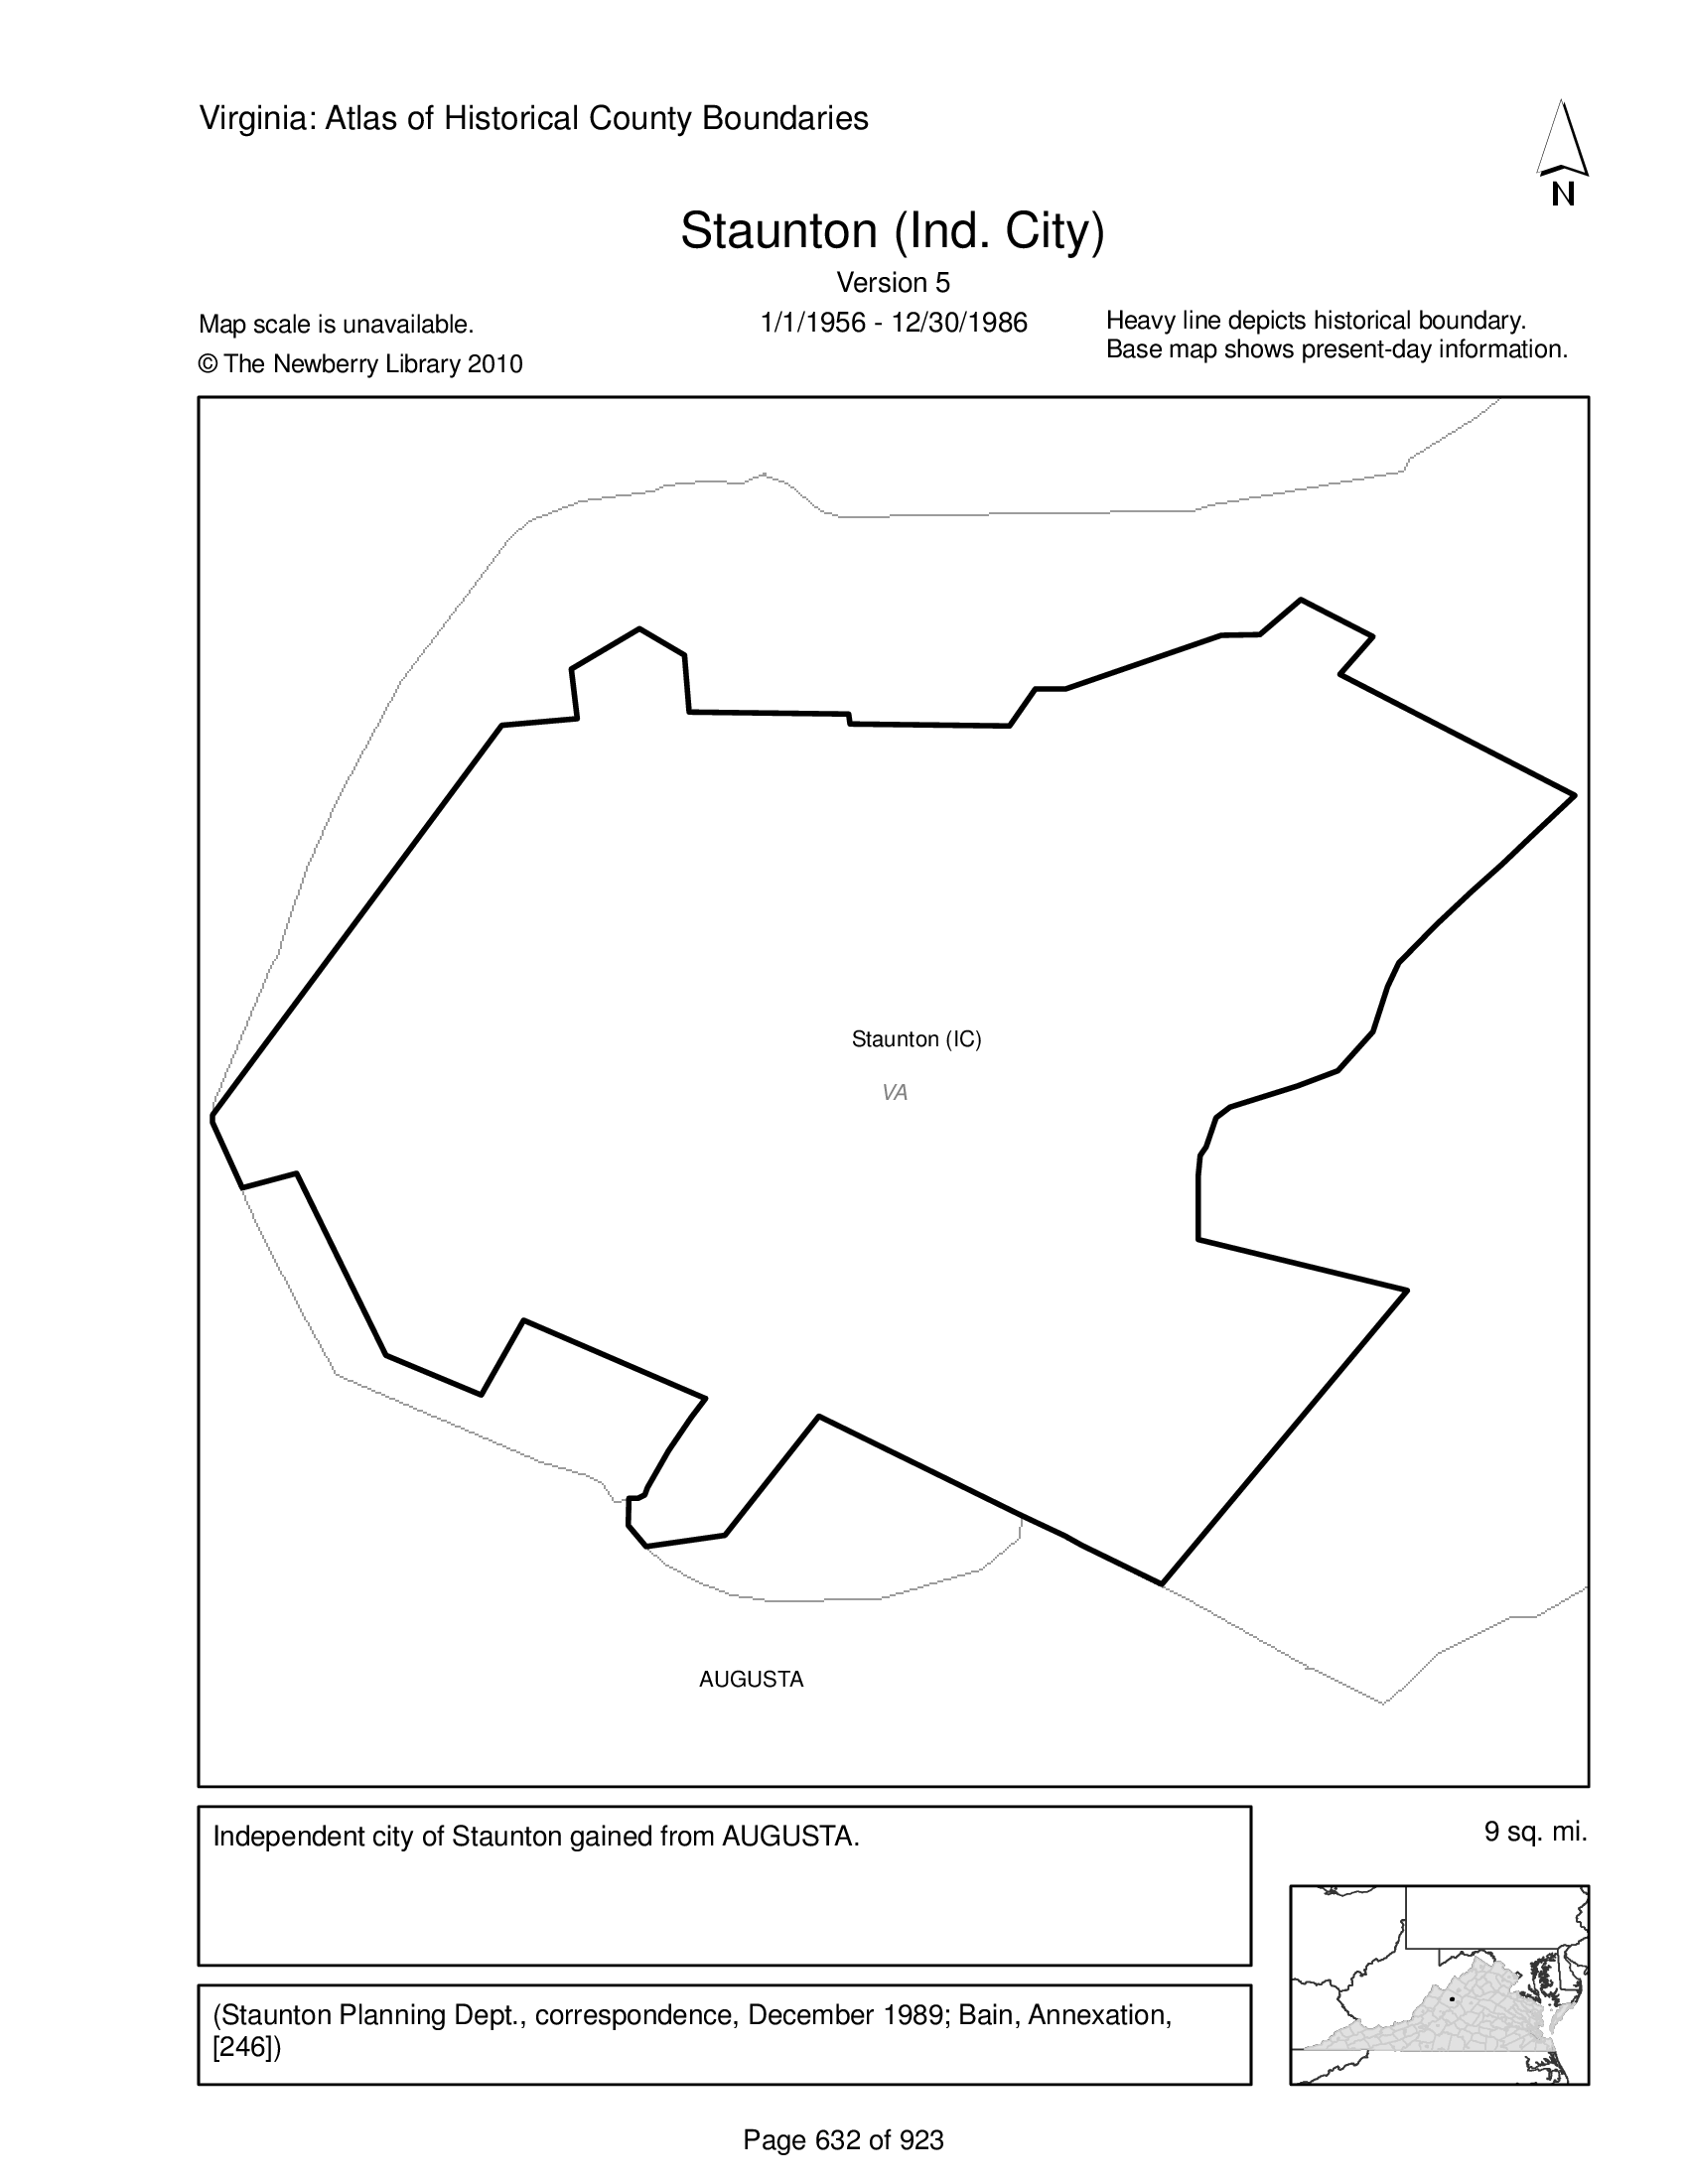 Virginia: Atlas of Historical County Boundaries
N
Staunton (Ind. City)
Version 5
Map scale is unavailable.
1/1/1956 - 12/30/1986
Heavy line depicts historical boundary.
© The Newberry Library 2010
Base map shows present-day information.
Staunton (IC)
VA
AUGUSTA
Independent city of Staunton gained from AUGUSTA.
9 sq. mi.
(Staunton Planning Dept., correspondence, December 1989; Bain, Annexation,
[246])
Page 632 of 923